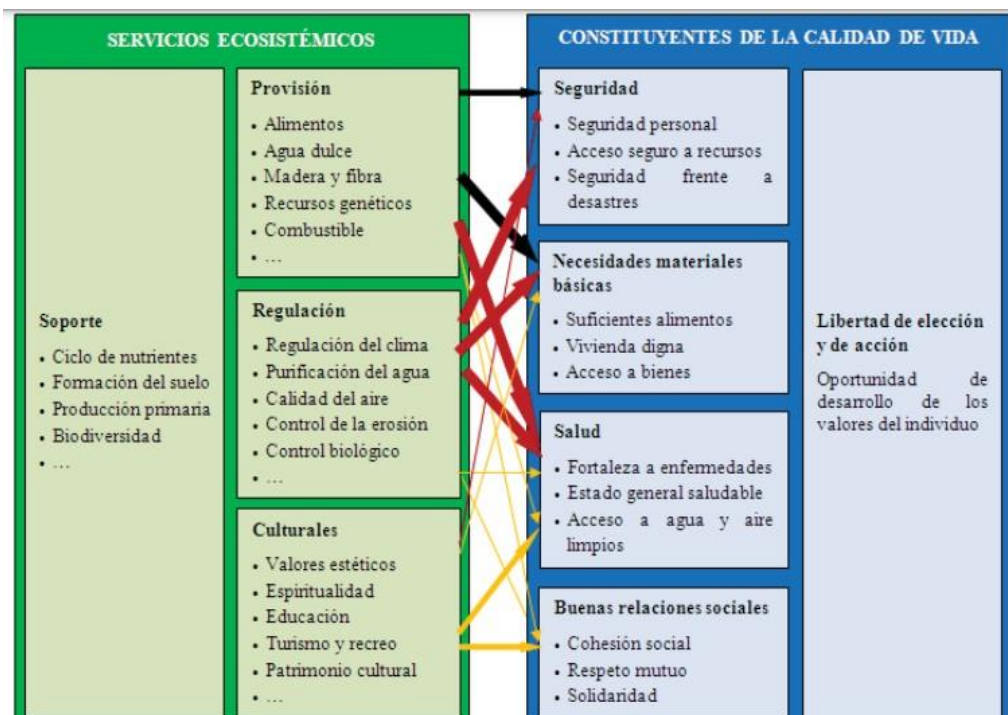 SERVICIOS ECOSISTÉMICOS
Soporte
• Ciclo de nutrientes
• Formación del suelo
• Producción primaria
• Biodiversidad
• ...
Provisión
• Alimentos
• Agua dulce
• Madera y fibra
• Recursos genéticos
• Combustible
• ...
Regulación
• Regulación del clima
• Purificación del agua
• Calidad del aire
• Control de la erosión
• Control biológico
• ...
Culturales
• Valores estéticos
• Espiritualidad
• Educación
• Turismo y recreo
• Patrimonio cultural
• ...
CONSTITUYENTES DE LA CALIDAD DE VIDA
Seguridad
• Seguridad personal
• Acceso seguro a recursos
• Seguridad frente a
desastres
Necesidades materiales
básicas
• Suficientes alimentos
• Vivienda digna
• Acceso a bienes
Salud
• Fortaleza a enfermedades
• Estado general saludable
• Acceso a agua y aire
limpios
Buenas relaciones sociales
• Cohesión social
• Respeto mutuo
• Solidaridad
Libertad de elección
y de acción
Oportunidad de
desarrollo de los
valores del individuo